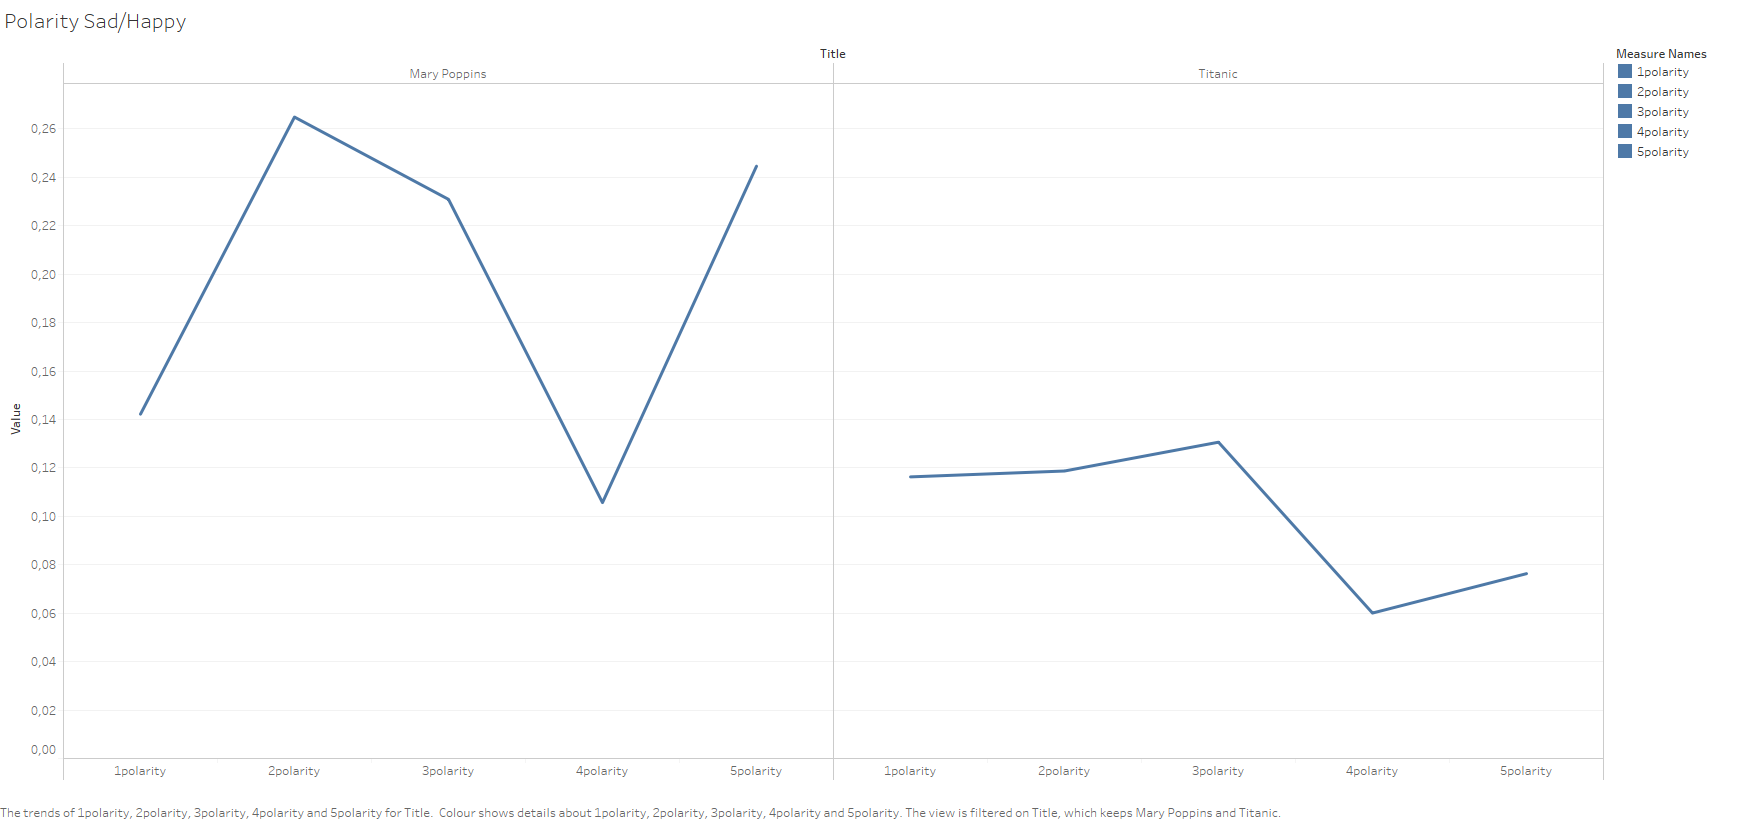 Polarity Sad/Happy
Title
Mary Poppins
Titanic
Measure Names
1polarity
2polarity
3polarity
4polarity
5polarity
Value
0,26
0,24
0,22
0,20
0,18
0,16
0,14
0,12
0,10
0,08
0,06
0,04
0,02
0,00
1polarity 2polarity 3polarity 4polarity 5polarity 1polarity 2polarity 3polarity 4polarity 5polarity
The trends of 1polarity, 2polarity, 3polarity, 4polarity and 5polarity for Title.  Colour shows details about 1polarity, 2polarity, 3polarity, 4polarity and 5polarity. The view is filtered on Title, which keeps Mary Poppins and Titanic.